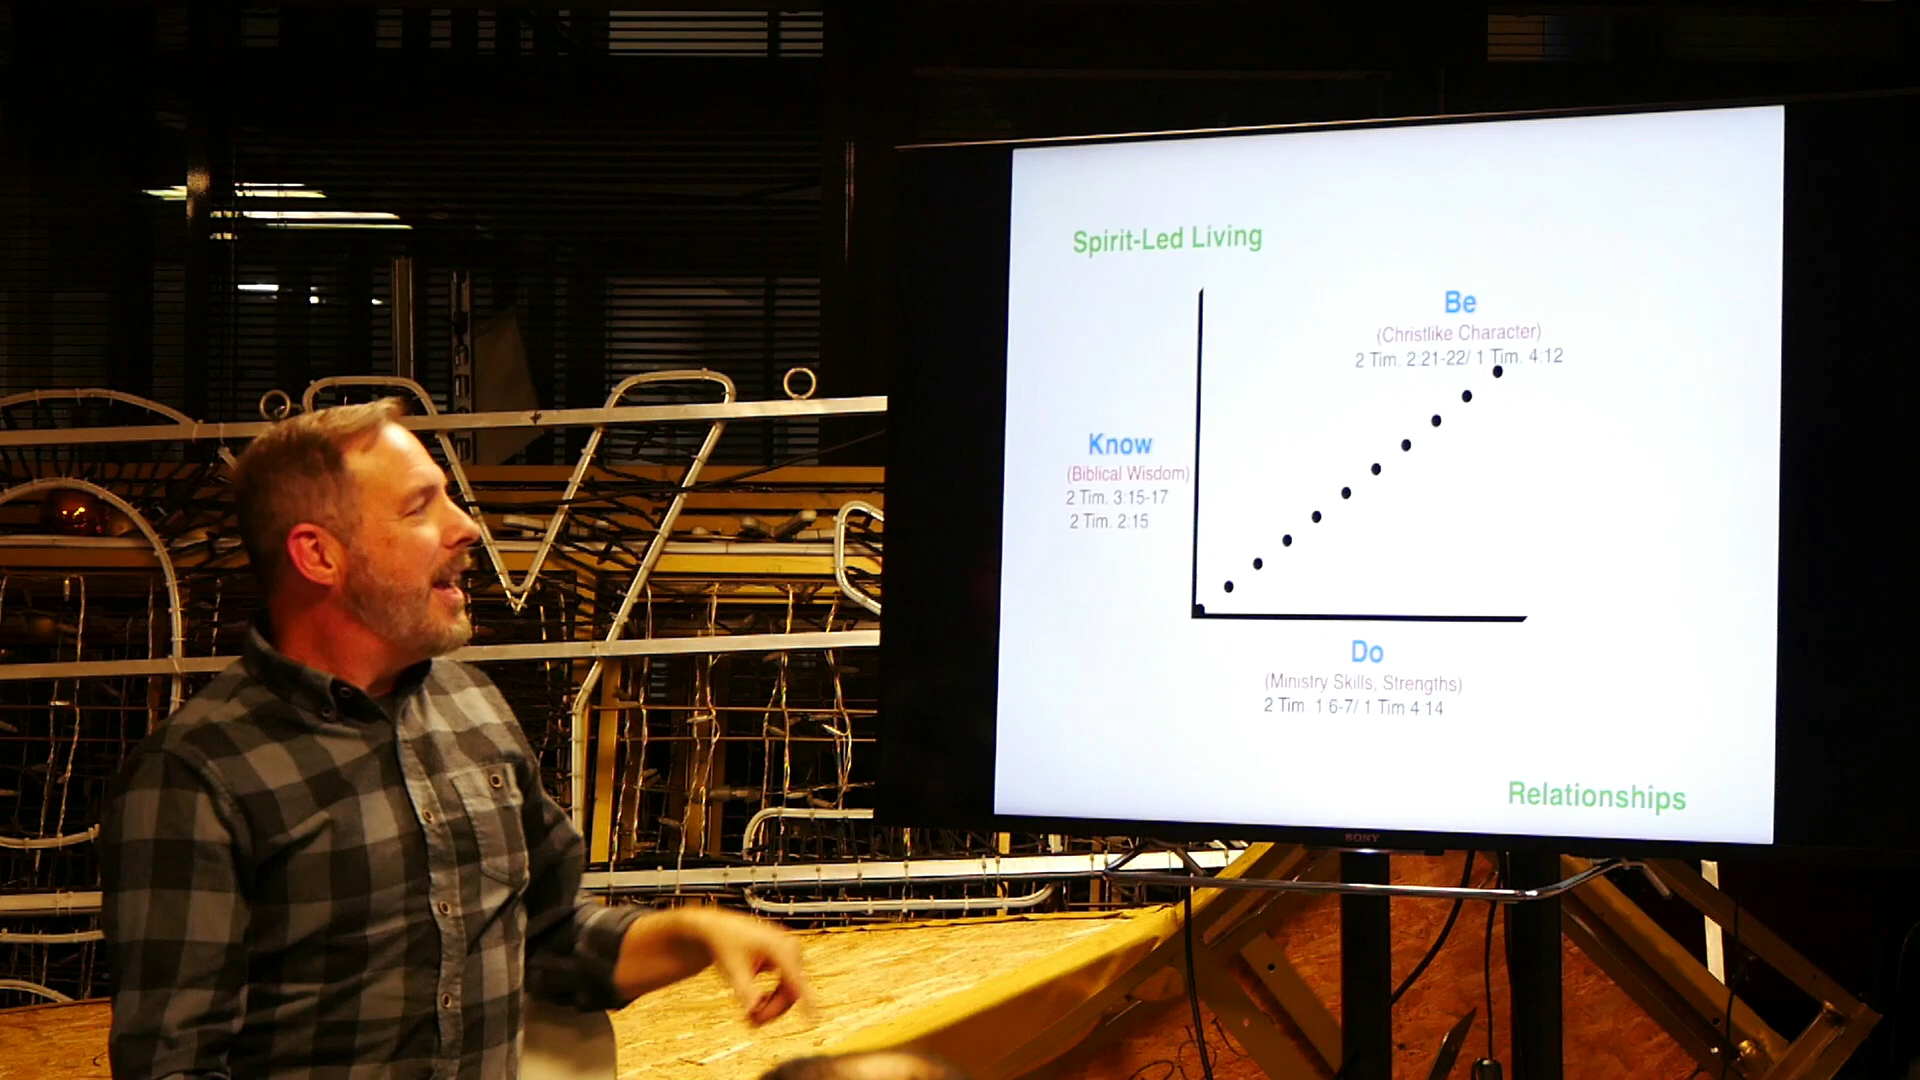 Spirit-Led Living
Be
(Christlike Character)
2 Tim. 2:21-22/ 1 Tim. 4:12
Know
(Biblical Wisdom)
2 Tim. 3:15-17
2 Tim. 2:15
Do
(Ministry Skills, Strengths)
2 Tim. 1:6-7/ 1 Tim 4:14
Relationships
SONY